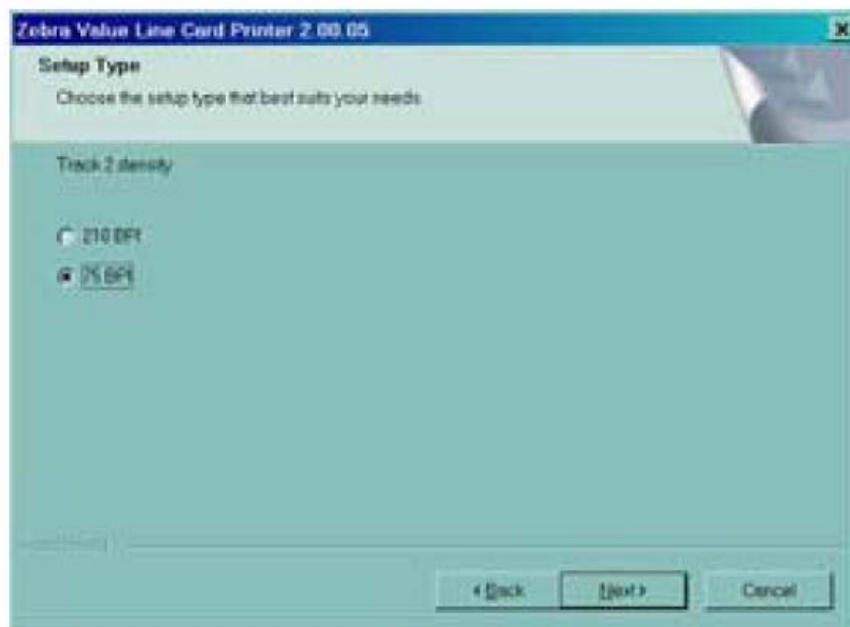 Zebra Value Line Card Printer 2.00.05
Setup Type
Choose the setup type that best suits your needs
Track 2 density
210 BPI
75 BPI
< Back
Next >
Cancel